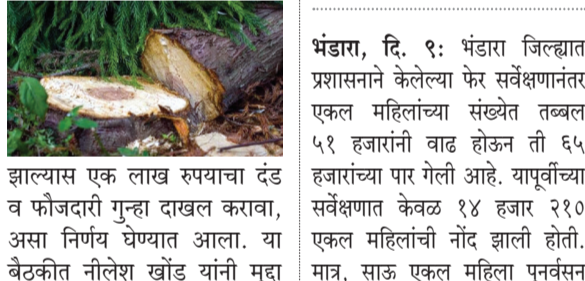 झाल्यास एक लाख रुपयाचा दंड
व फौजदारी गुन्हा दाखल करावा,
असा निर्णय घेण्यात आला. या
बैठकीत नीलेश खोंड यांनी मुद्दा
भंडारा, दि. ९: भंडारा जिल्ह्यात
प्रशासनाने केलेल्या फेर सर्वेक्षणानंतर
एकल महिलांच्या संख्येत तब्बल
५१ हजारांनी वाढ होऊन ती ६५
हजारांच्या पार गेली आहे. यापूर्वीच्या
सर्वेक्षणात केवळ १४ हजार २१०
एकल महिलांची नोंद झाली होती.
मात्र, साऊ एकल महिला पुनर्वसन